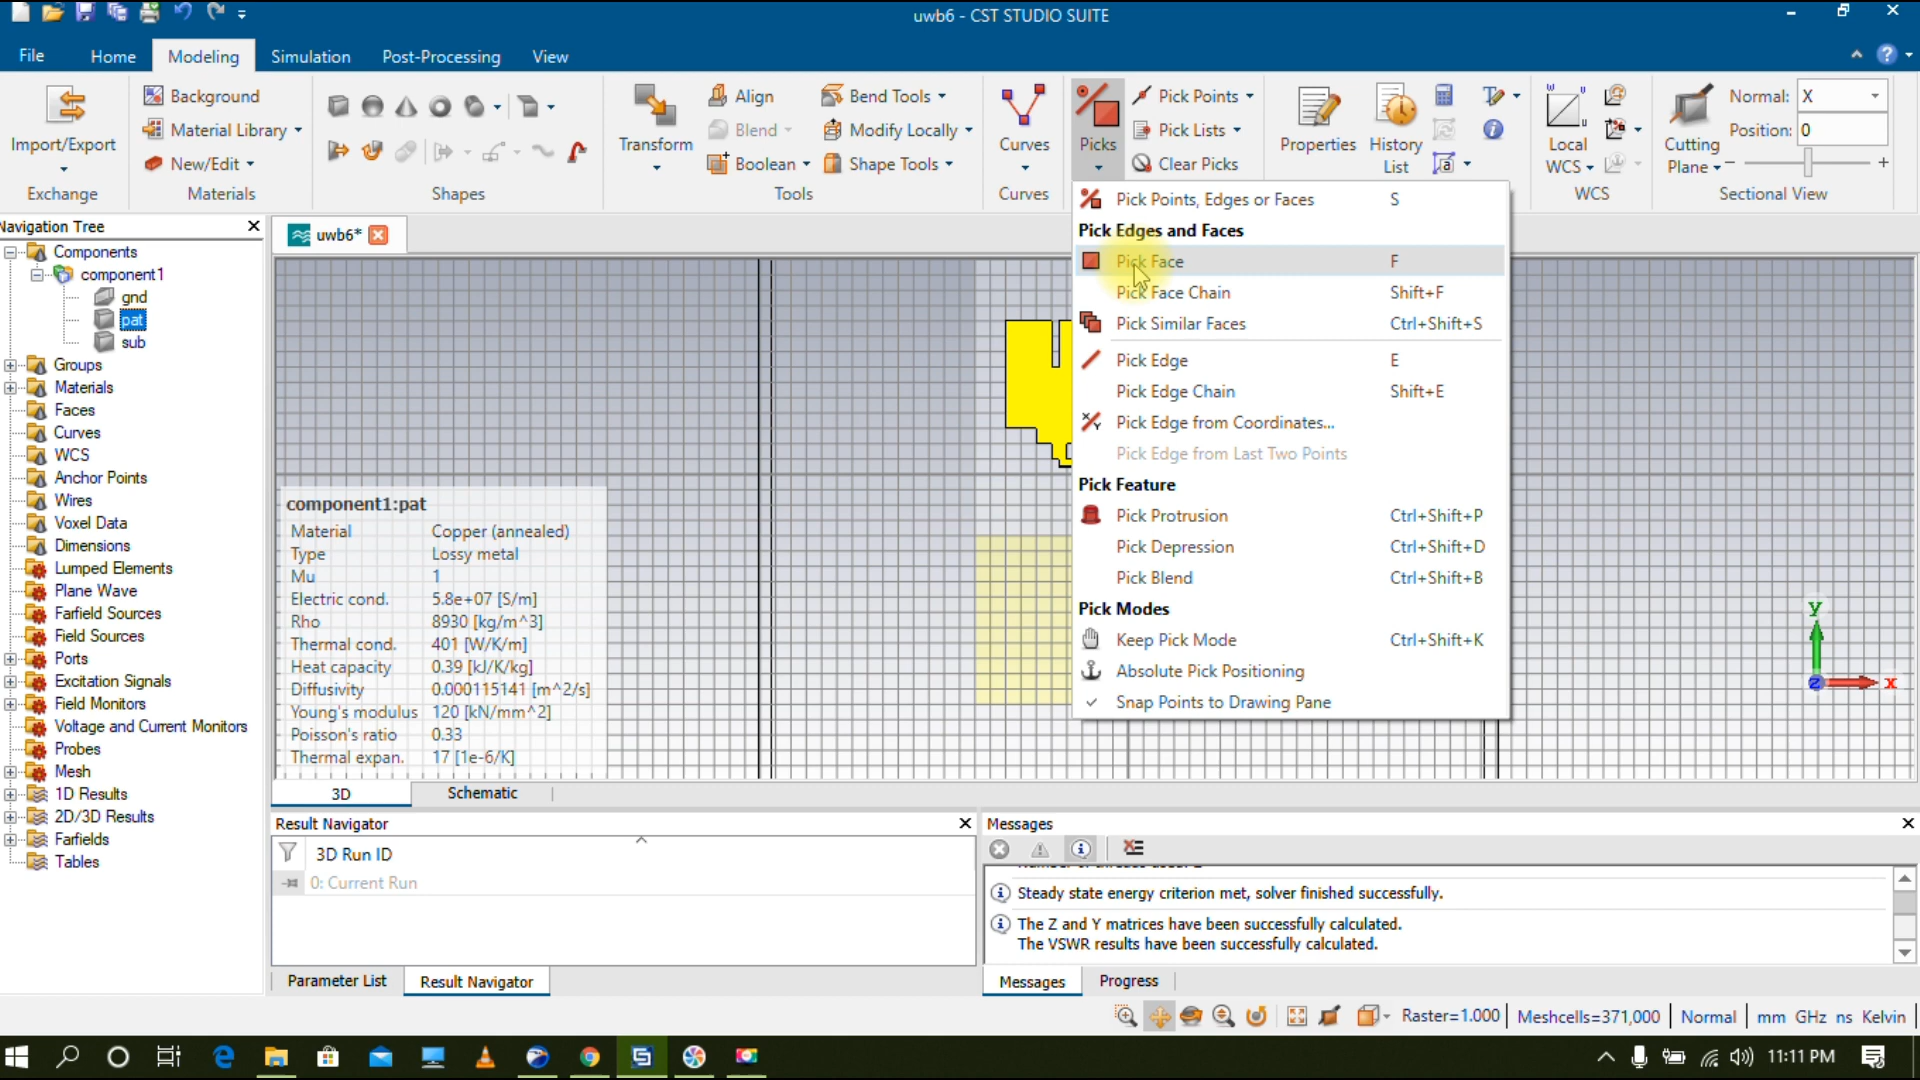 uwb6 - CST STUDIO SUITE
File Home Modeling Simulation Post-Processing View
Import/Export
Exchange
Background
Material Library
New/Edit
Materials
Shapes
Transform
Align
Blend
Boolean
Bend Tools
Modify Locally
Shape Tools
Tools
Curves
Curves
Picks
Pick Points
Pick Lists
Clear Picks
Properties
History List
Local WCS
WCS
Cutting Plane
Normal: X
Position: 0
Sectional View
Pick Points, Edges or Faces S
Pick Edges and Faces
Pick Face F
Pick Face Chain Shift+F
Pick Similar Faces Ctrl+Shift+S
Pick Edge E
Pick Edge Chain Shift+E
Pick Edge from Coordinates...
Pick Edge from Last Two Points
Pick Feature
Pick Protrusion Ctrl+Shift+P
Pick Depression Ctrl+Shift+D
Pick Blend Ctrl+Shift+B
Pick Modes
Keep Pick Mode Ctrl+Shift+K
Absolute Pick Positioning
Snap Points to Drawing Pane
Navigation Tree
Components
component1
gnd
pat
sub
Groups
Materials
Faces
Curves
WCS
Anchor Points
Wires
Voxel Data
Dimensions
Lumped Elements
Plane Wave
Farfield Sources
Field Sources
Ports
Excitation Signals
Field Monitors
Voltage and Current Monitors
Probes
Mesh
1D Results
2D/3D Results
Farfields
Tables
uwb6*
component1:pat
Material Copper (annealed)
Type Lossy metal
Mu 1
Electric cond. 5.8e+07 [S/m]
Rho 8930 [kg/m^3]
Thermal cond. 401 [W/K/m]
Heat capacity 0.39 [kJ/K/kg]
Diffusivity 0.000115141 [m^2/s]
Young's modulus 120 [kN/mm^2]
Poisson's ratio 0.33
Thermal expan. 17 [1e-6/K]
y
z x
3D Schematic
Result Navigator
3D Run ID
0: Current Run
Parameter List Result Navigator
Messages
Steady state energy criterion met, solver finished successfully.
The Z and Y matrices have been successfully calculated.
The VSWR results have been successfully calculated.
Messages Progress
Raster=1.000 Meshcells=371,000 Normal mm GHz ns Kelvin
11:11 PM